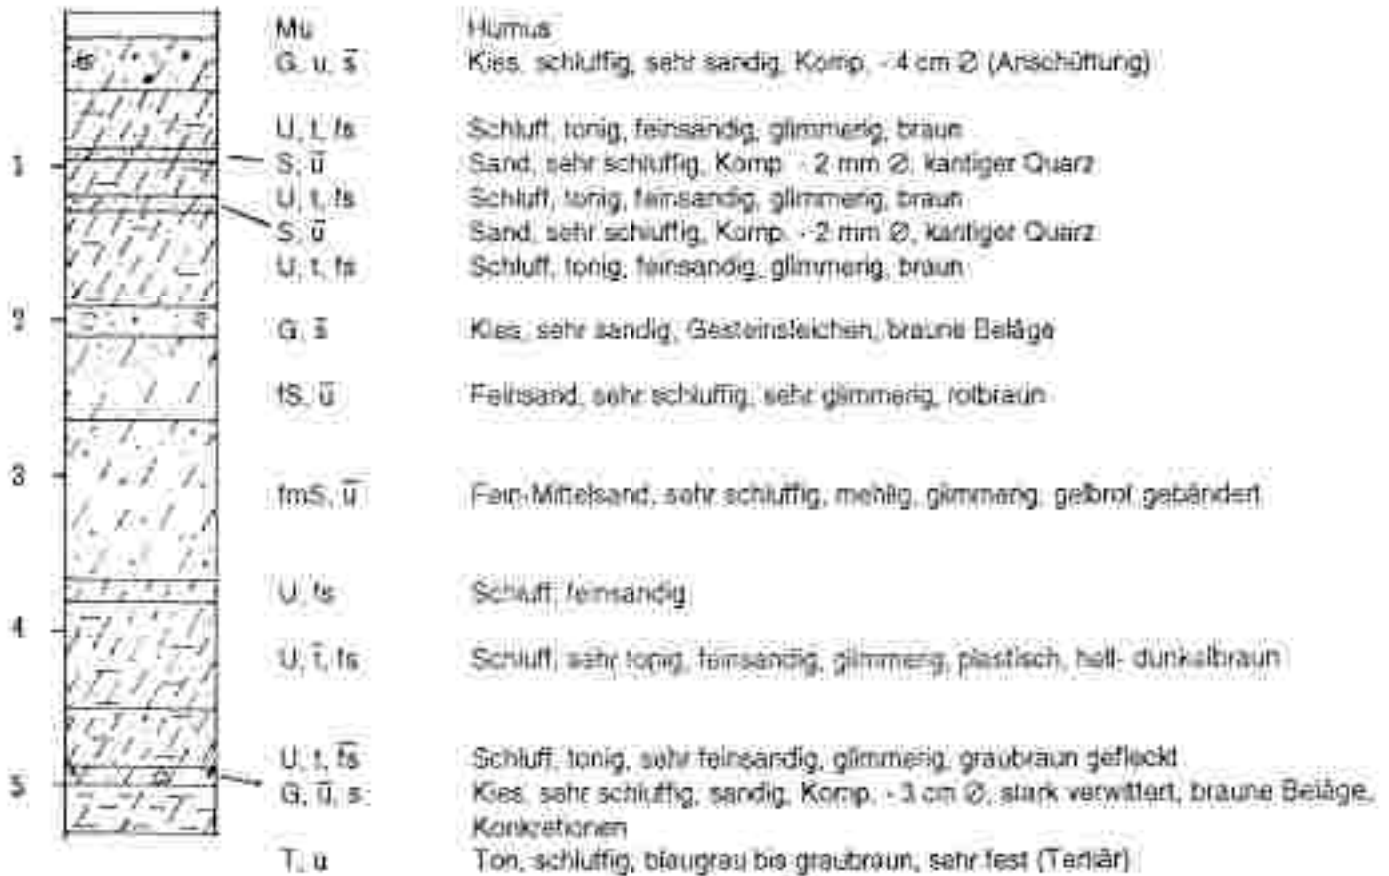 Mu Humus
G, u, s̄ Kies, schluffig, sehr sandig, Komp. - 4 cm Ø (Anschüttung)
fs
U, t, fs Schluff, tonig, feinsandig, glimmerig, braun
1 S, ū Sand, sehr schluffig, Komp. - 2 mm Ø, kantiger Quarz
U, t, fs Schluff, tonig, feinsandig, glimmerig, braun
S, ū Sand, sehr schluffig, Komp. - 2 mm Ø, kantiger Quarz
U, t, fs Schluff, tonig, feinsandig, glimmerig, braun
2 G, s̄ Kies, sehr sandig, Gesteinsleichen, braune Beläge
fS, ū Feinsand, sehr schluffig, sehr glimmerig, rotbraun
3 fmS, ū Fein-Mittelsand, sehr schluffig, mehlig, glimmerig, gelbrot gebändert
U, fs Schluff, feinsandig
4 U, t̄, fs Schluff, sehr tonig, feinsandig, glimmerig, plastisch, hell- dunkelbraun
U, t, f̄s̄ Schluff, tonig, sehr feinsandig, glimmerig, graubraun gefleckt
5 G, ū, s Kies, sehr schluffig, sandig, Komp. - 3 cm Ø, stark verwittert, braune Beläge,
Konkretionen
T, u Ton, schluffig, blaugrau bis graubraun, sehr fest (Tertiär)